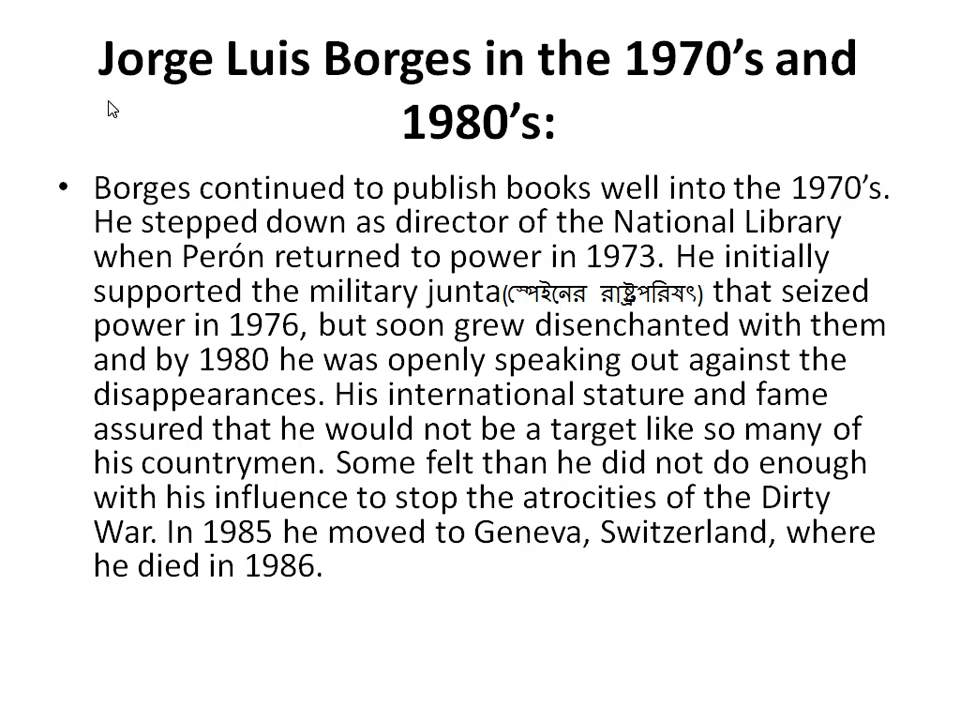 Jorge Luis Borges in the 1970’s and
1980’s:
• Borges continued to publish books well into the 1970’s.
He stepped down as director of the National Library
when Perón returned to power in 1973. He initially
supported the military junta(স্পেইনের রাষ্ট্রপরিষৎ) that seized
power in 1976, but soon grew disenchanted with them
and by 1980 he was openly speaking out against the
disappearances. His international stature and fame
assured that he would not be a target like so many of
his countrymen. Some felt than he did not do enough
with his influence to stop the atrocities of the Dirty
War. In 1985 he moved to Geneva, Switzerland, where
he died in 1986.